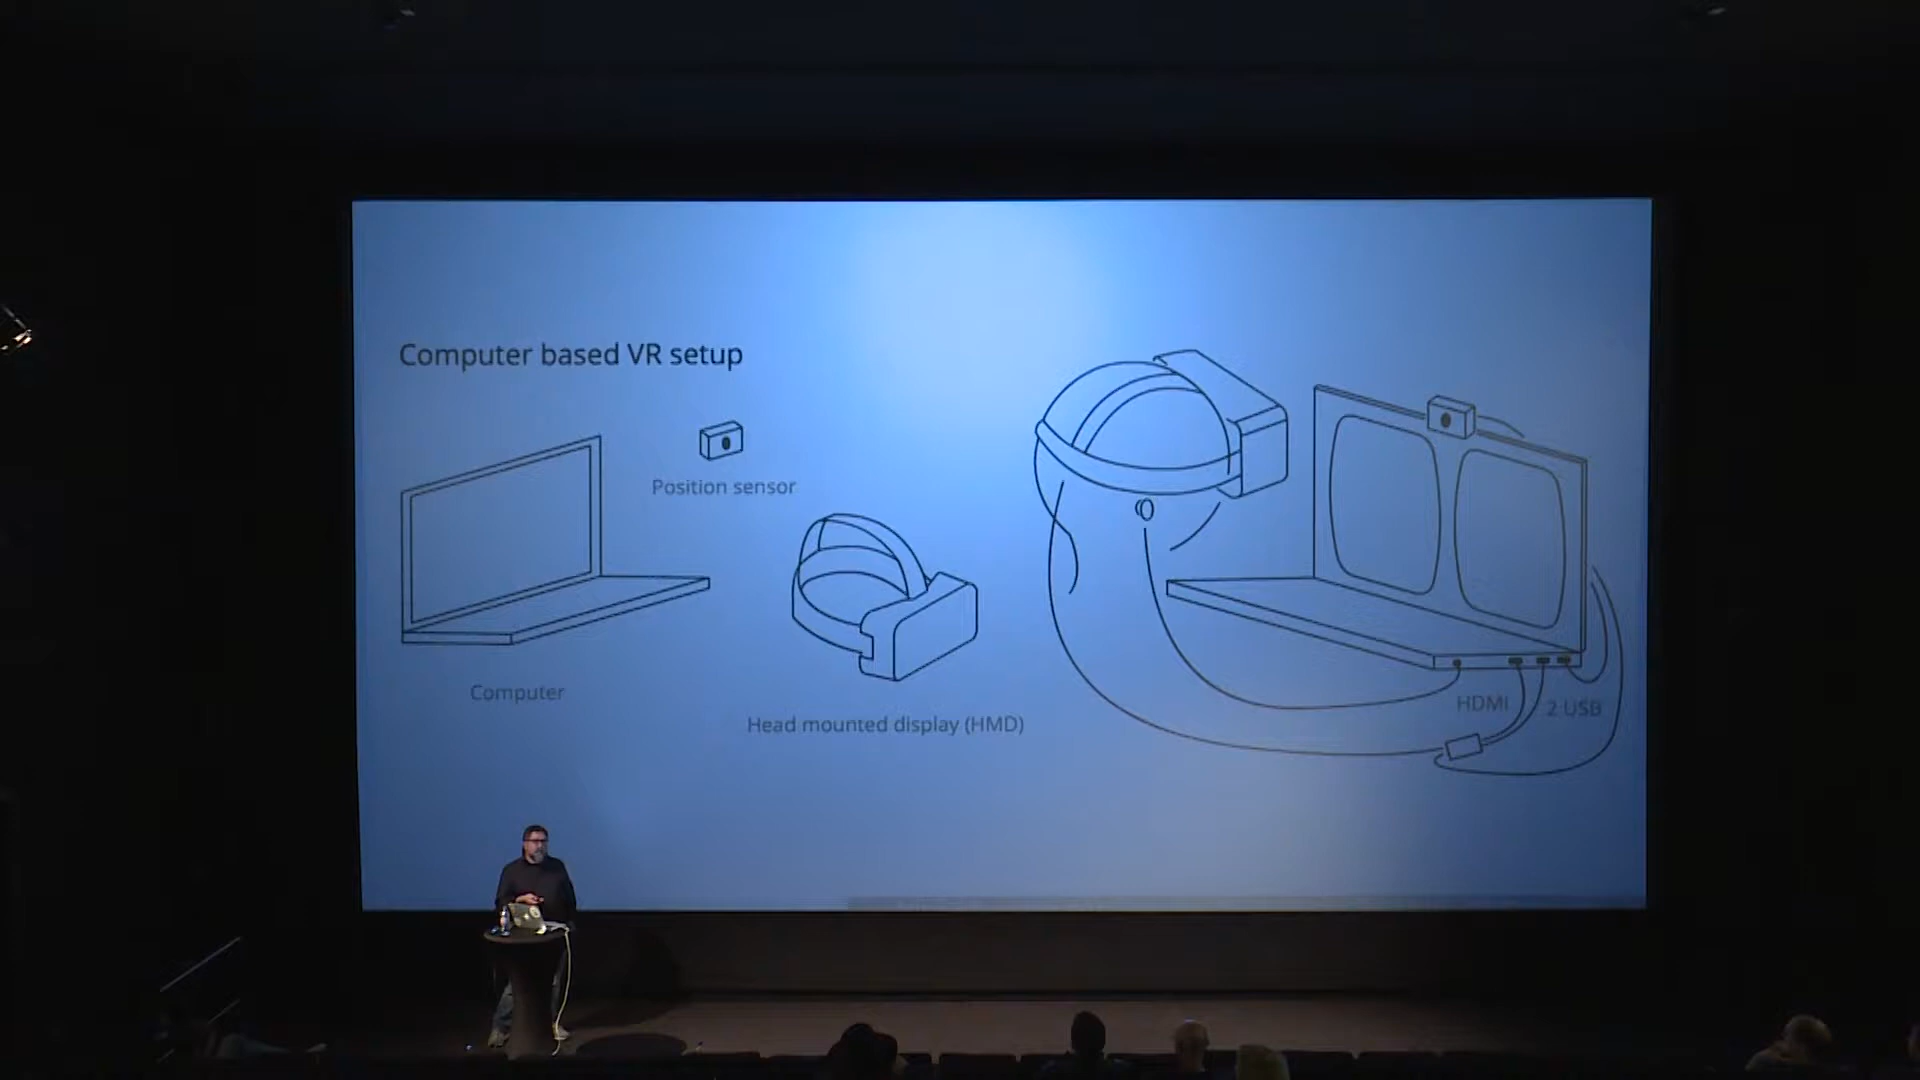 Computer based VR setup
Position sensor
Computer
Head mounted display (HMD)
HDMI
2 USB